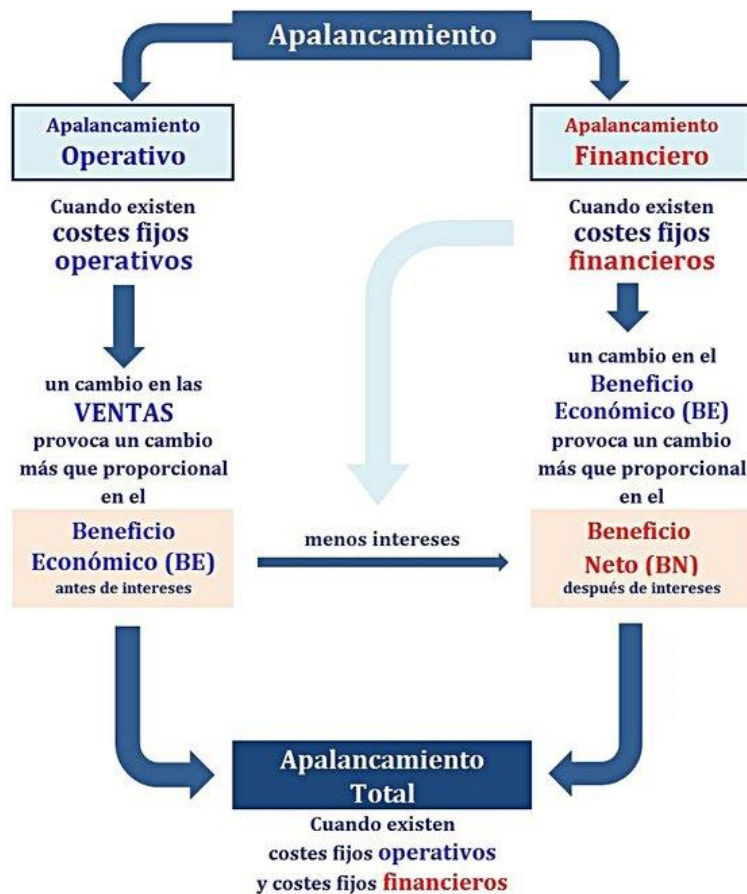 Apalancamiento
Apalancamiento
Operativo
Cuando existen
costes fijos
operativos
un cambio en las
VENTAS
provoca un cambio
más que proporcional
en el
Beneficio
Económico (BE)
antes de intereses
menos intereses
Apalancamiento
Financiero
Cuando existen
costes fijos
financieros
un cambio en el
Beneficio
Económico (BE)
provoca un cambio
más que proporcional
en el
Beneficio
Neto (BN)
después de intereses
Apalancamiento
Total
Cuando existen
costes fijos operativos
y costes fijos financieros